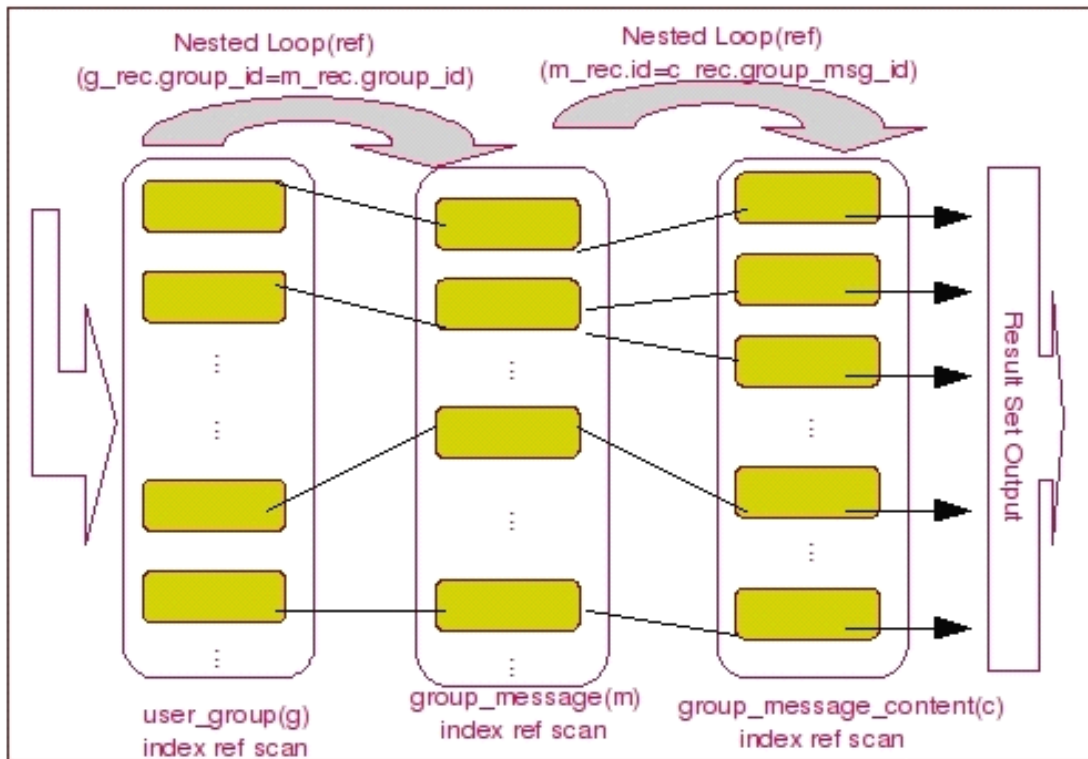 Nested Loop(ref)
(g_rec.group_id=m_rec.group_id)
Nested Loop(ref)
(m_rec.id=c_rec.group_msg_id)
Result Set Output
user_group(g)
index ref scan
group_message(m)
index ref scan
group_message_content(c)
index ref scan